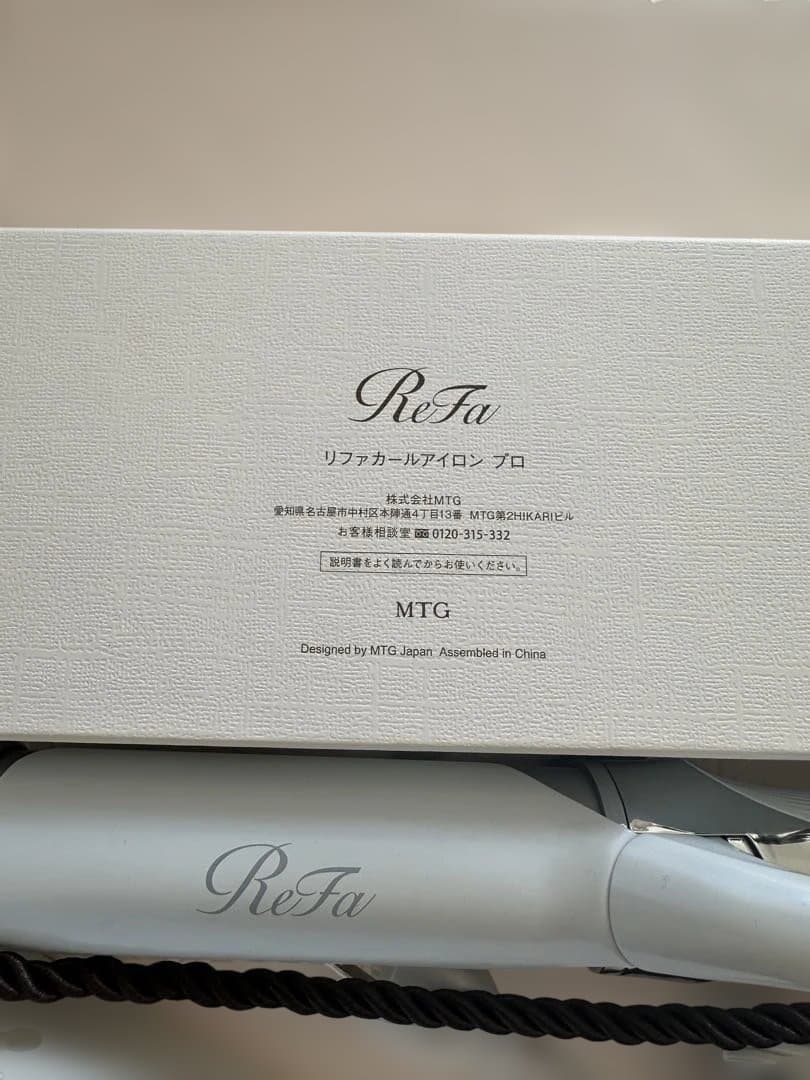 ReFa
リファカールアイロン プロ
株式会社MTG
愛知県名古屋市中村区本陣通4丁目13番 MTG第2HIKARIビル
お客様相談室 0120-315-332
説明書をよく読んでからお使いください。
MTG
Designed by MTG Japan Assembled in China
ReFa